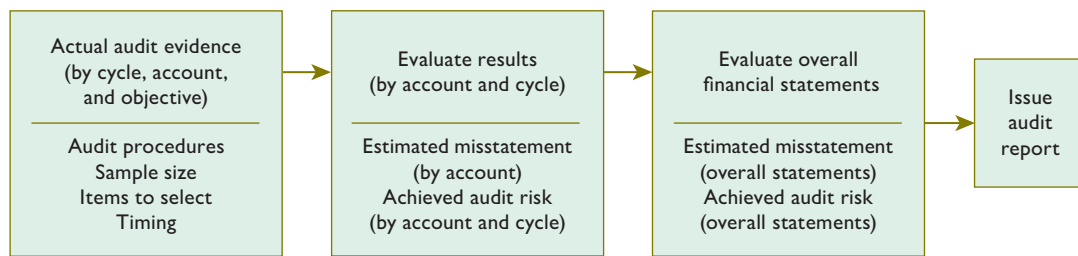 Actual audit evidence
(by cycle, account,
and objective)
Audit procedures
Sample size
Items to select
Timing
Evaluate results
(by account and cycle)
Estimated misstatement
(by account)
Achieved audit risk
(by account and cycle)
Evaluate overall
financial statements
Estimated misstatement
(overall statements)
Achieved audit risk
(overall statements)
Issue
audit
report